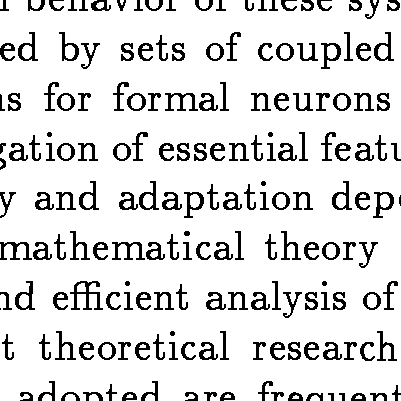 behavior of these sys
ed by sets of coupled
ns for formal neurons
gation of essential featu
y and adaptation dep
mathematical theory
nd efficient analysis of
t theoretical research
adopted are frequent